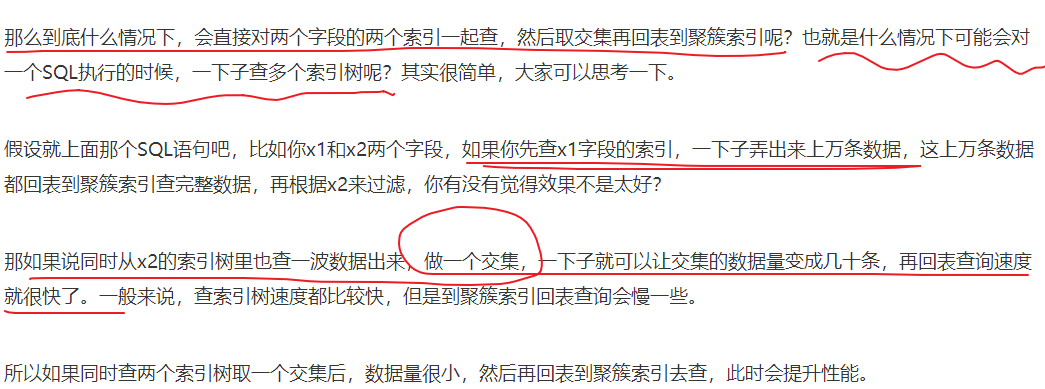 那么到底什么情况下，会直接对两个字段的两个索引一起查，然后取交集再回表到聚簇索引呢？也就是什么情况下可能会对
一个SQL执行的时候，一下子查多个索引树呢？其实很简单，大家可以思考一下。
假设就上面那个SQL语句吧，比如你x1和x2两个字段，如果你先查x1字段的索引，一下子弄出来上万条数据，这上万条数据
都回表到聚簇索引查完整数据，再根据x2来过滤，你有没有觉得效果不是太好？
那如果说同时从x2的索引树里也查一波数据出来，做一个交集，一下子就可以让交集的数据量变成几十条，再回表查询速度
就很快了。一般来说，查索引树速度都比较快，但是到聚簇索引回表查询会慢一些。
所以如果同时查两个索引树取一个交集后，数据量很小，然后再回表到聚簇索引去查，此时会提升性能。